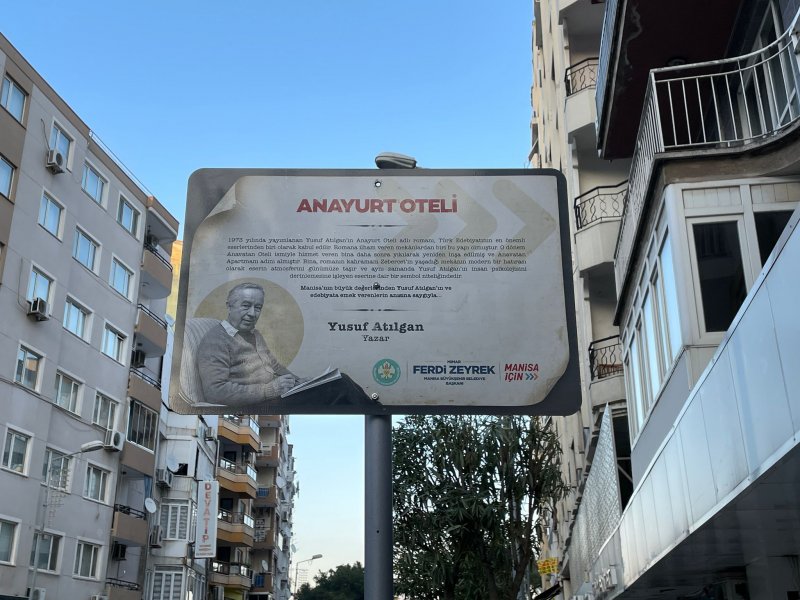 ANAYURT OTELİ
1973 yılında yayımlanan Yusuf Atılgan'ın Anayurt Oteli adlı romanı, Türk Edebiyatının en önemli
eserlerinden biri olarak kabul edilir. Romana ilham veren mekanlardan biri bu yapı olmuştur. O dönem
Anavatan Oteli ismiyle hizmet veren bina daha sonra yıkılarak yeniden inşa edilmiş ve Anavatan
Apartmanı adını almıştır. Bina, romanın kahramanı Zebercet'in yaşadığı mekanın modern bir hatırası
olarak eserin atmosferini günümüze taşır ve aynı zamanda Yusuf Atılgan'ın insan psikolojisini
derinlemesine işleyen eserine dair bir sembol niteliğindedir.
Manisa'nın büyük değerlerinden Yusuf Atılgan'ın ve
edebiyata emek verenlerin anısına saygıyla...
Yusuf Atılgan
Yazar
MİMAR
FERDİ ZEYREK
MANİSA BÜYÜKŞEHİR BELEDİYE
BAŞKANI
MANİSA
İÇİN